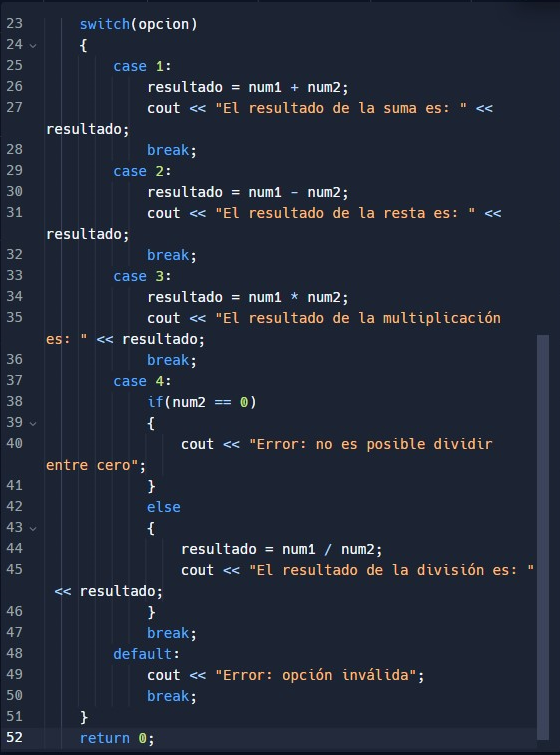 23 switch(opcion)
24 {
25 case 1:
26 resultado = num1 + num2;
27 cout << "El resultado de la suma es: " <<
resultado;
28 break;
29 case 2:
30 resultado = num1 - num2;
31 cout << "El resultado de la resta es: " <<
resultado;
32 break;
33 case 3:
34 resultado = num1 * num2;
35 cout << "El resultado de la multiplicación
es: " << resultado;
36 break;
37 case 4:
38 if(num2 == 0)
39 {
40 cout << "Error: no es posible dividir
entre cero";
41 }
42 else
43 {
44 resultado = num1 / num2;
45 cout << "El resultado de la división es: "
<< resultado;
46 }
47 break;
48 default:
49 cout << "Error: opción inválida";
50 break;
51 }
52 return 0;